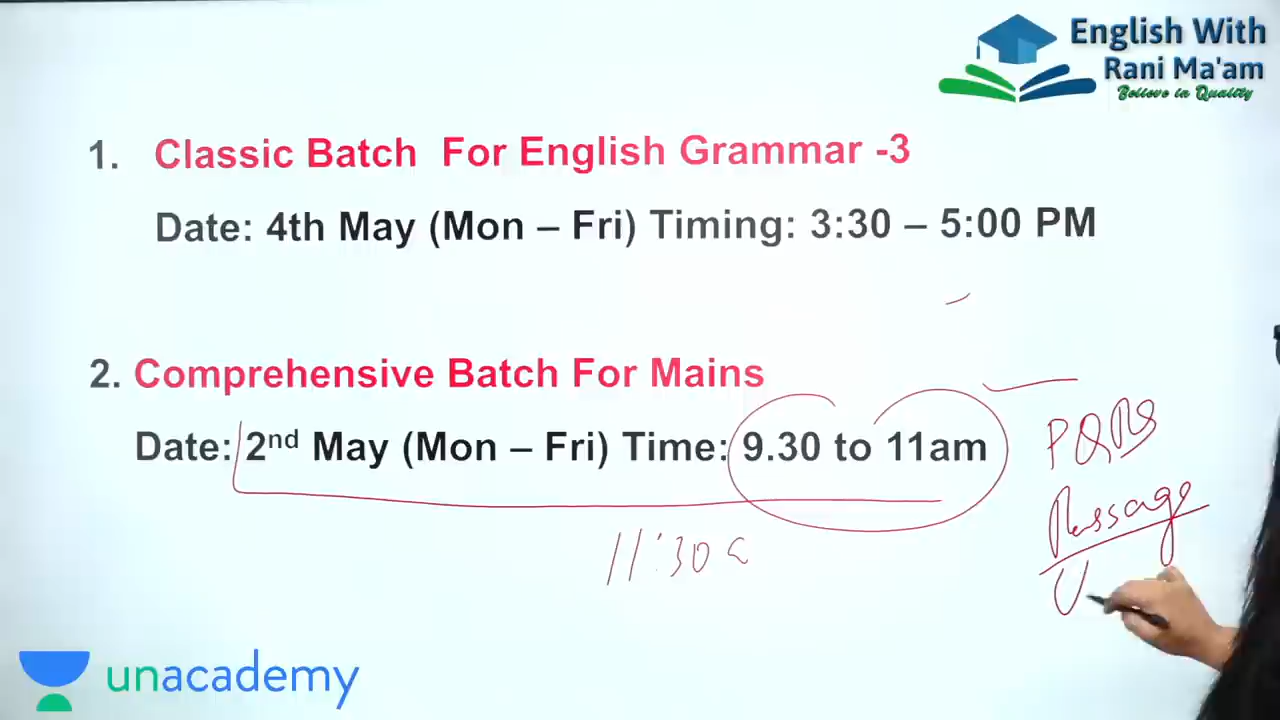 English With
Rani Ma'am
Believe in Quality
1. Classic Batch For English Grammar -3
Date: 4th May (Mon – Fri) Timing: 3:30 – 5:00 PM
2. Comprehensive Batch For Mains
Date: 2nd May (Mon – Fri) Time: 9.30 to 11am
PQRS
Passage
11:30 a
unacademy